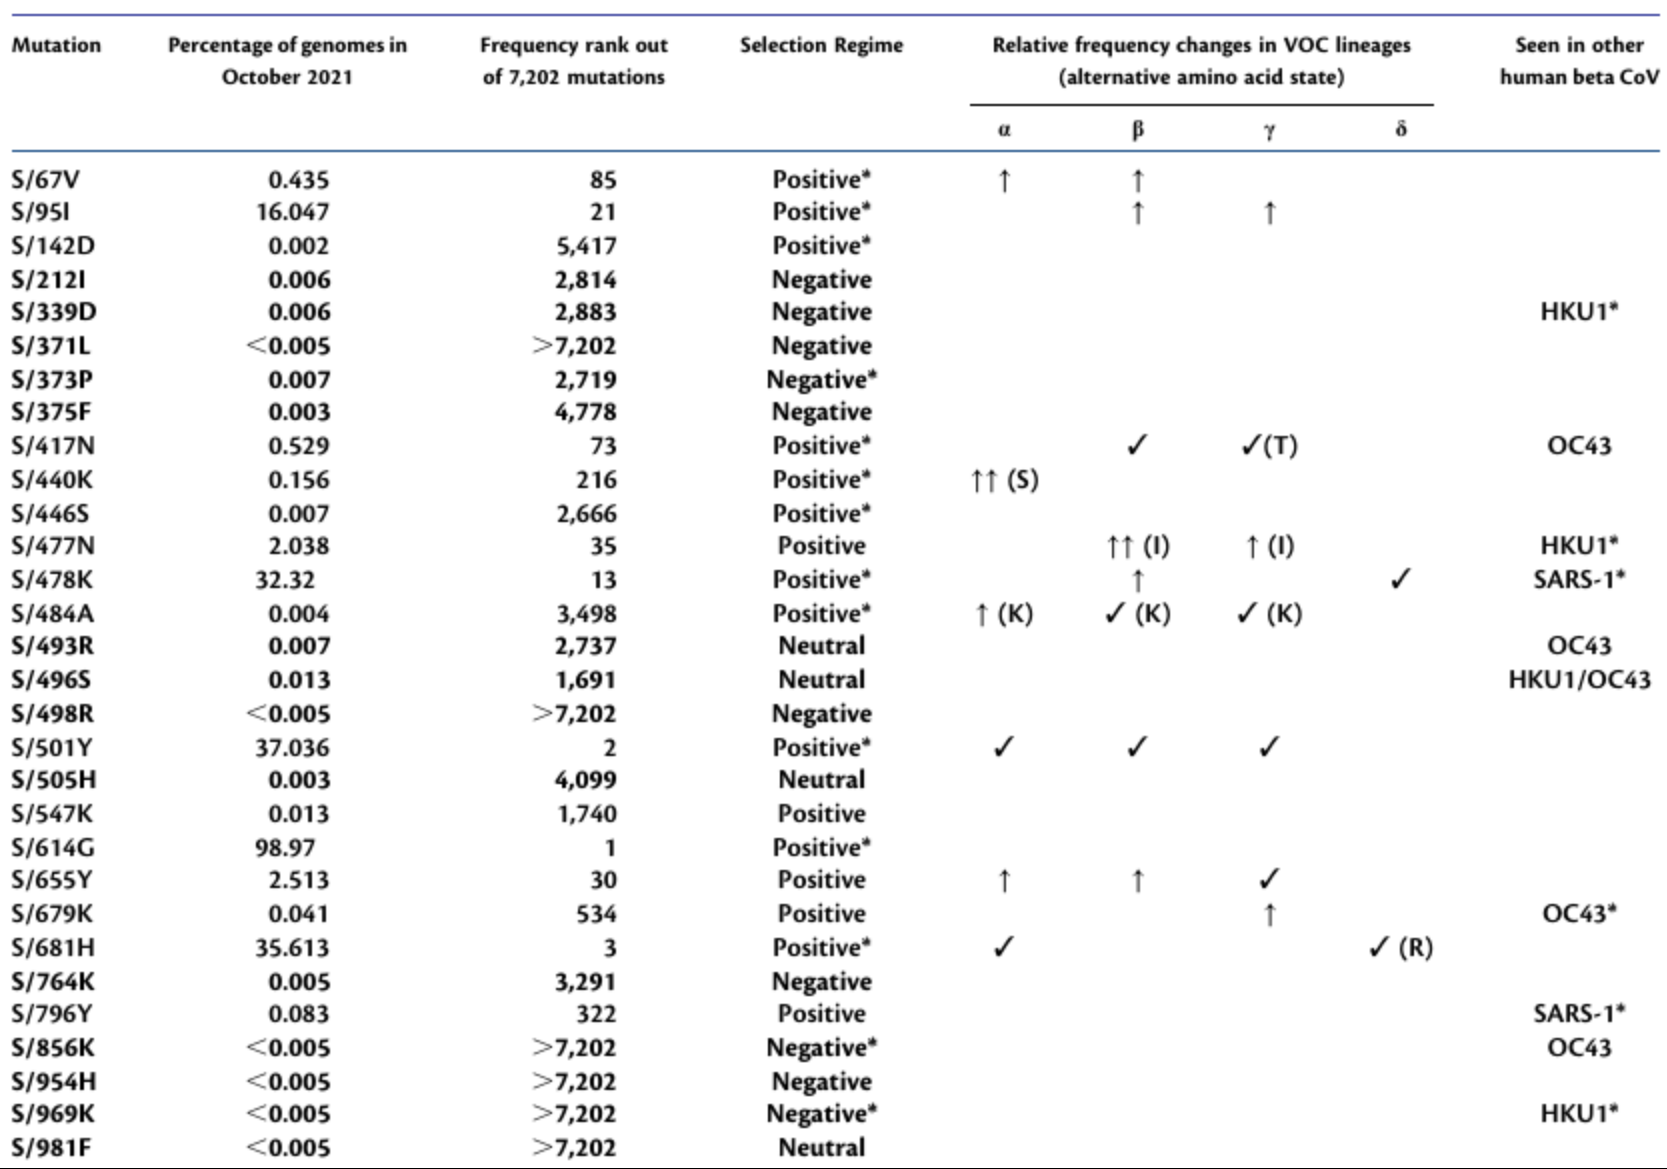 Mutation Percentage of genomes in Frequency rank out Selection Regime Relative frequency changes in VOC lineages Seen in other
October 2021 of 7,202 mutations (alternative amino acid state) human beta CoV
α β γ δ
S/67V 0.435 85 Positive* ↑ ↑
S/95I 16.047 21 Positive* ↑ ↑
S/142D 0.002 5,417 Positive*
S/212I 0.006 2,814 Negative
S/339D 0.006 2,883 Negative HKU1*
S/371L <0.005 >7,202 Negative
S/373P 0.007 2,719 Negative*
S/375F 0.003 4,778 Negative
S/417N 0.529 73 Positive* ✓ ✓(T) OC43
S/440K 0.156 216 Positive* ↑↑ (S)
S/446S 0.007 2,666 Positive*
S/477N 2.038 35 Positive ↑↑ (I) ↑ (I) HKU1*
S/478K 32.32 13 Positive* ↑ ✓ SARS-1*
S/484A 0.004 3,498 Positive* ↑ (K) ✓ (K) ✓ (K)
S/493R 0.007 2,737 Neutral OC43
S/496S 0.013 1,691 Neutral HKU1/OC43
S/498R <0.005 >7,202 Negative
S/501Y 37.036 2 Positive* ✓ ✓ ✓
S/505H 0.003 4,099 Neutral
S/547K 0.013 1,740 Positive
S/614G 98.97 1 Positive*
S/655Y 2.513 30 Positive ↑ ↑ ✓
S/679K 0.041 534 Positive ↑ OC43*
S/681H 35.613 3 Positive* ✓ ✓ (R)
S/764K 0.005 3,291 Negative
S/796Y 0.083 322 Positive SARS-1*
S/856K <0.005 >7,202 Negative* OC43
S/954H <0.005 >7,202 Negative
S/969K <0.005 >7,202 Negative* HKU1*
S/981F <0.005 >7,202 Neutral